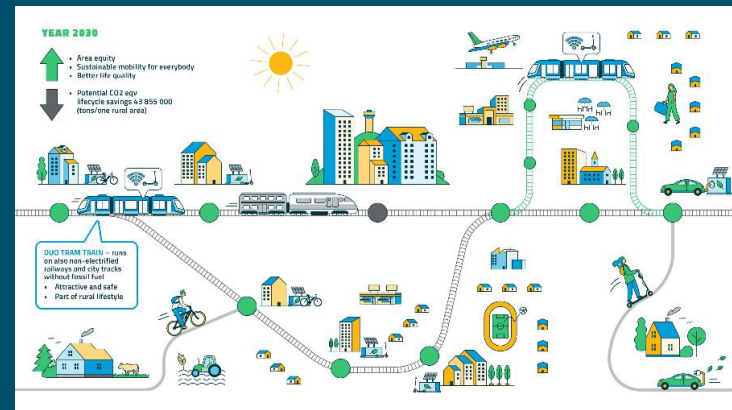 YEAR 2030
• Area equity
• Sustainable mobility for everybody
• Better life quality
• Potential CO2 eqv
lifecycle savings 43 855 000
(tons/one rural area)
DUO TRAM TRAIN – runs
on also non-electrified
railways and city tracks
without fossil fuel
• Attractive and safe
• Part of rural lifestyle